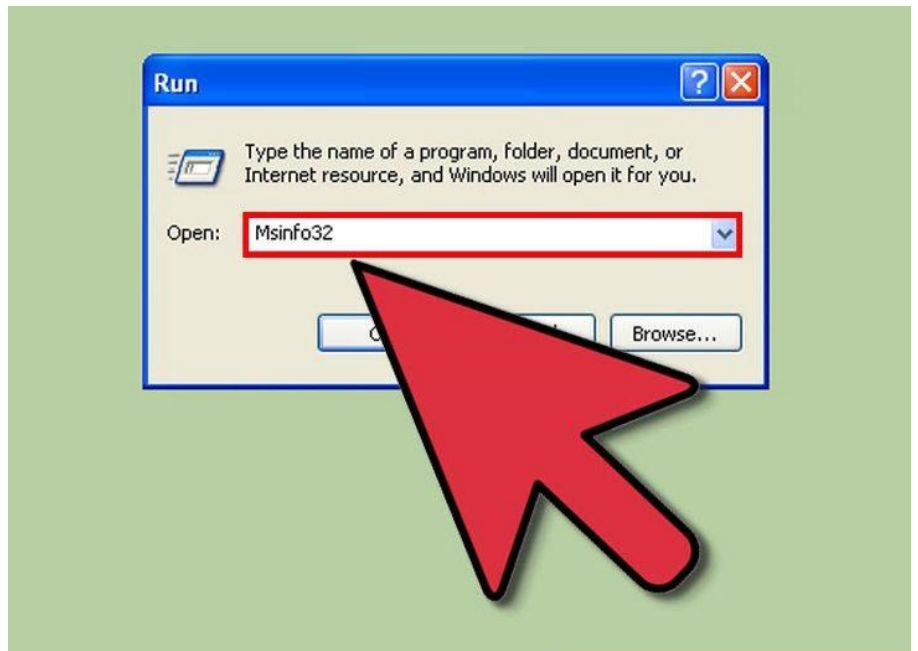 Run
Type the name of a program, folder, document, or
Internet resource, and Windows will open it for you.
Open: Msinfo32
Browse...